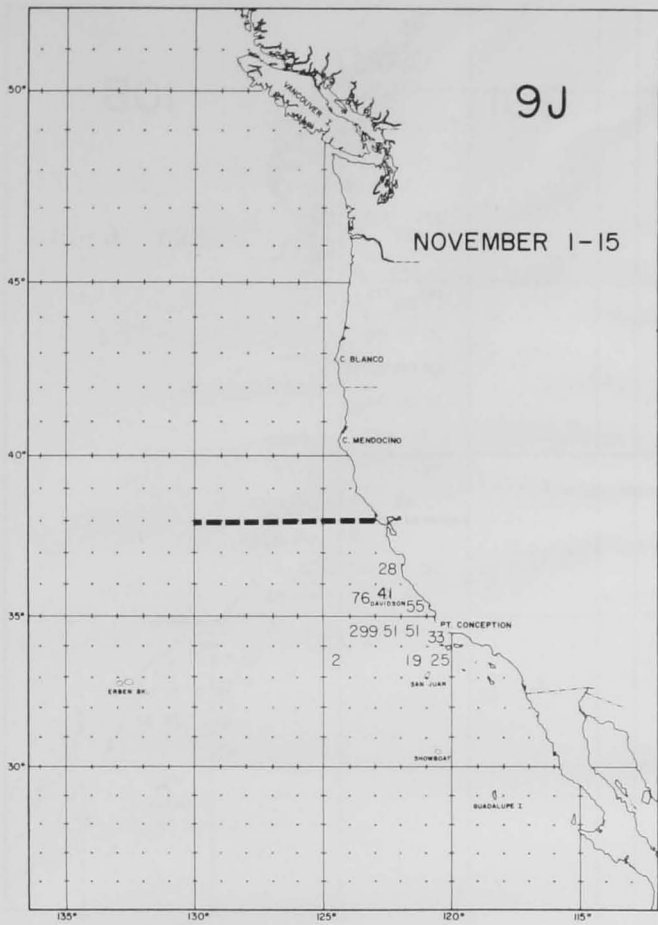 9J
50°
VANCOUVER I.
NOVEMBER 1-15
45°
C. BLANCO
C. MENDOCINO
40°
28
76 41
DAVIDSON 55
35°
PT. CONCEPTION
299 51 51 33
2 19 25
SAN JUAN
ERBEN BK.
SHOWBOAT
30°
GUADALUPE I.
135° 130° 125° 120° 115°